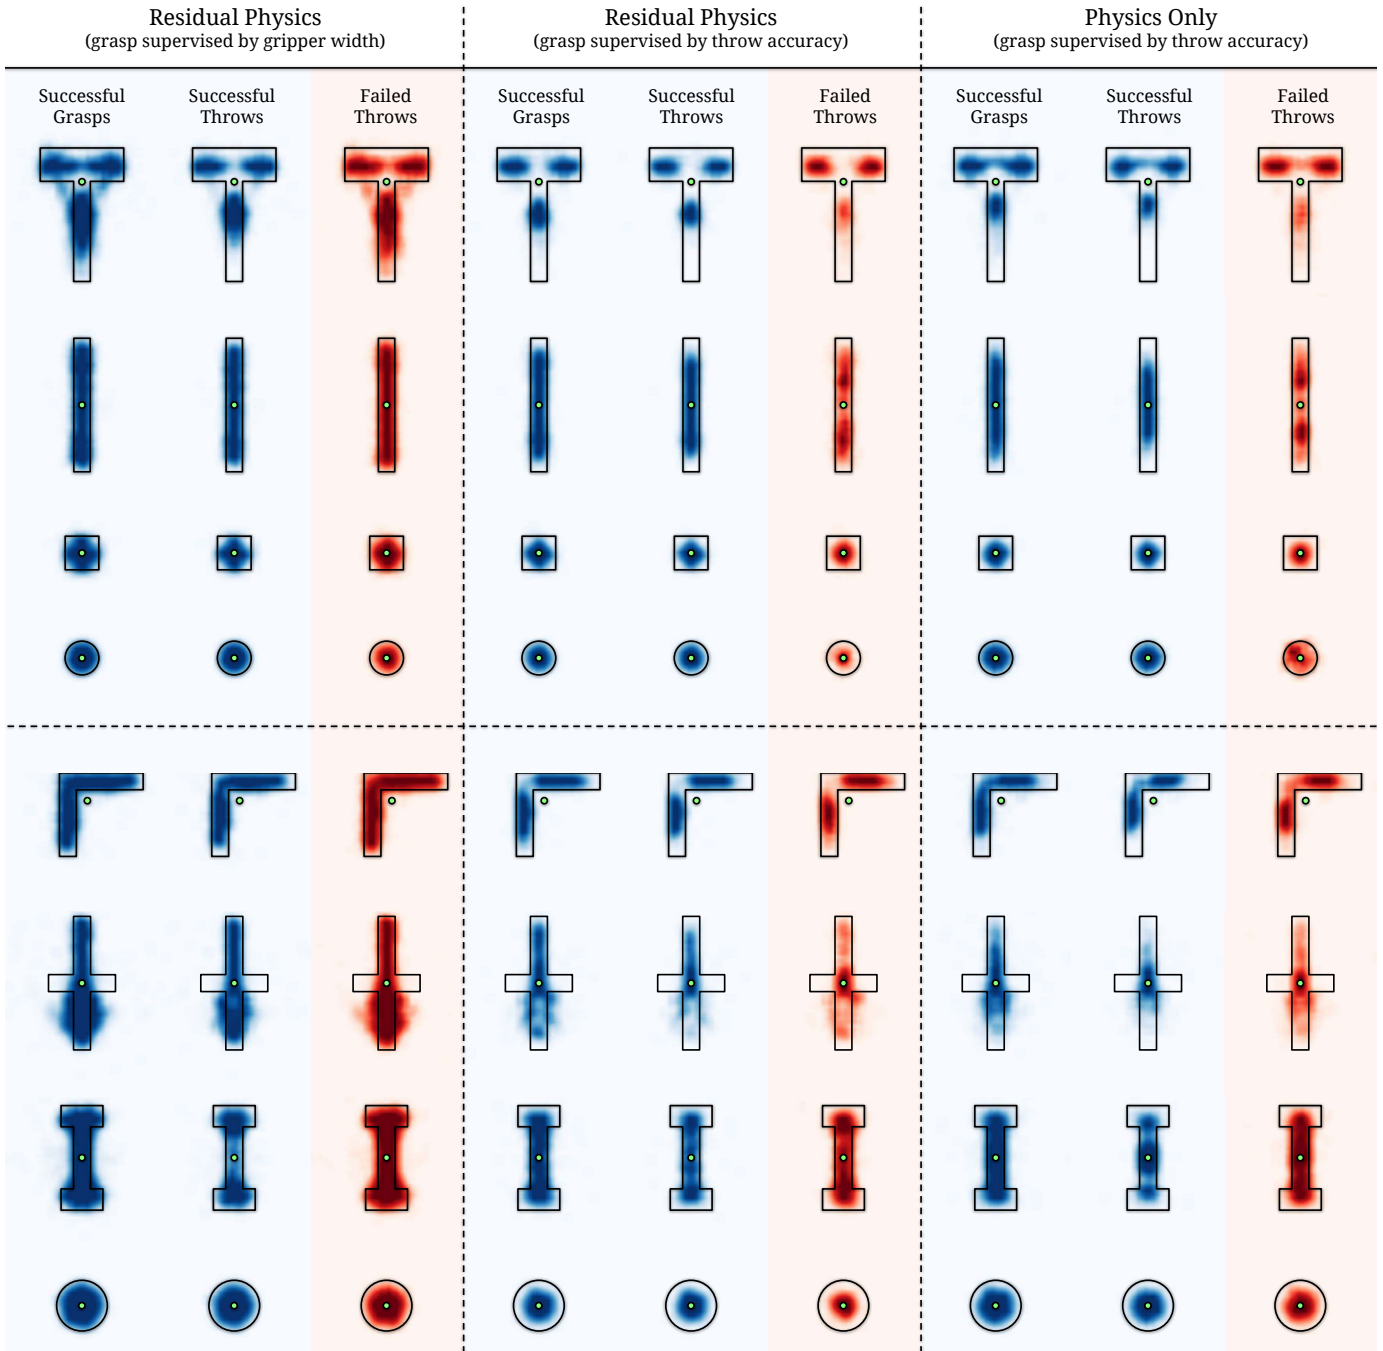 Residual Physics
(grasp supervised by gripper width)
Residual Physics
(grasp supervised by throw accuracy)
Physics Only
(grasp supervised by throw accuracy)
Successful
Grasps
Successful
Throws
Failed
Throws
Successful
Grasps
Successful
Throws
Failed
Throws
Successful
Grasps
Successful
Throws
Failed
Throws